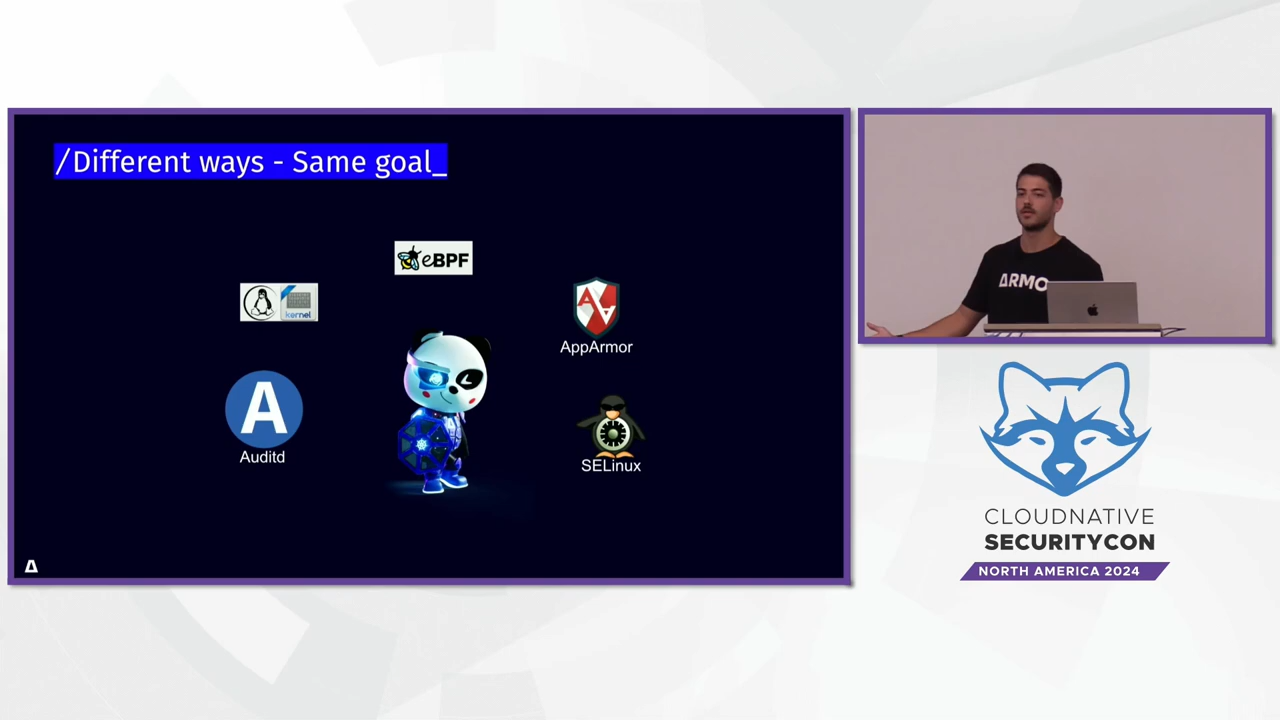 /Different ways - Same goal_
eBPF
kernel
AppArmor
A
Auditd
SELinux
ARMO
CLOUDNATIVE
SECURITYCON
NORTH AMERICA 2024